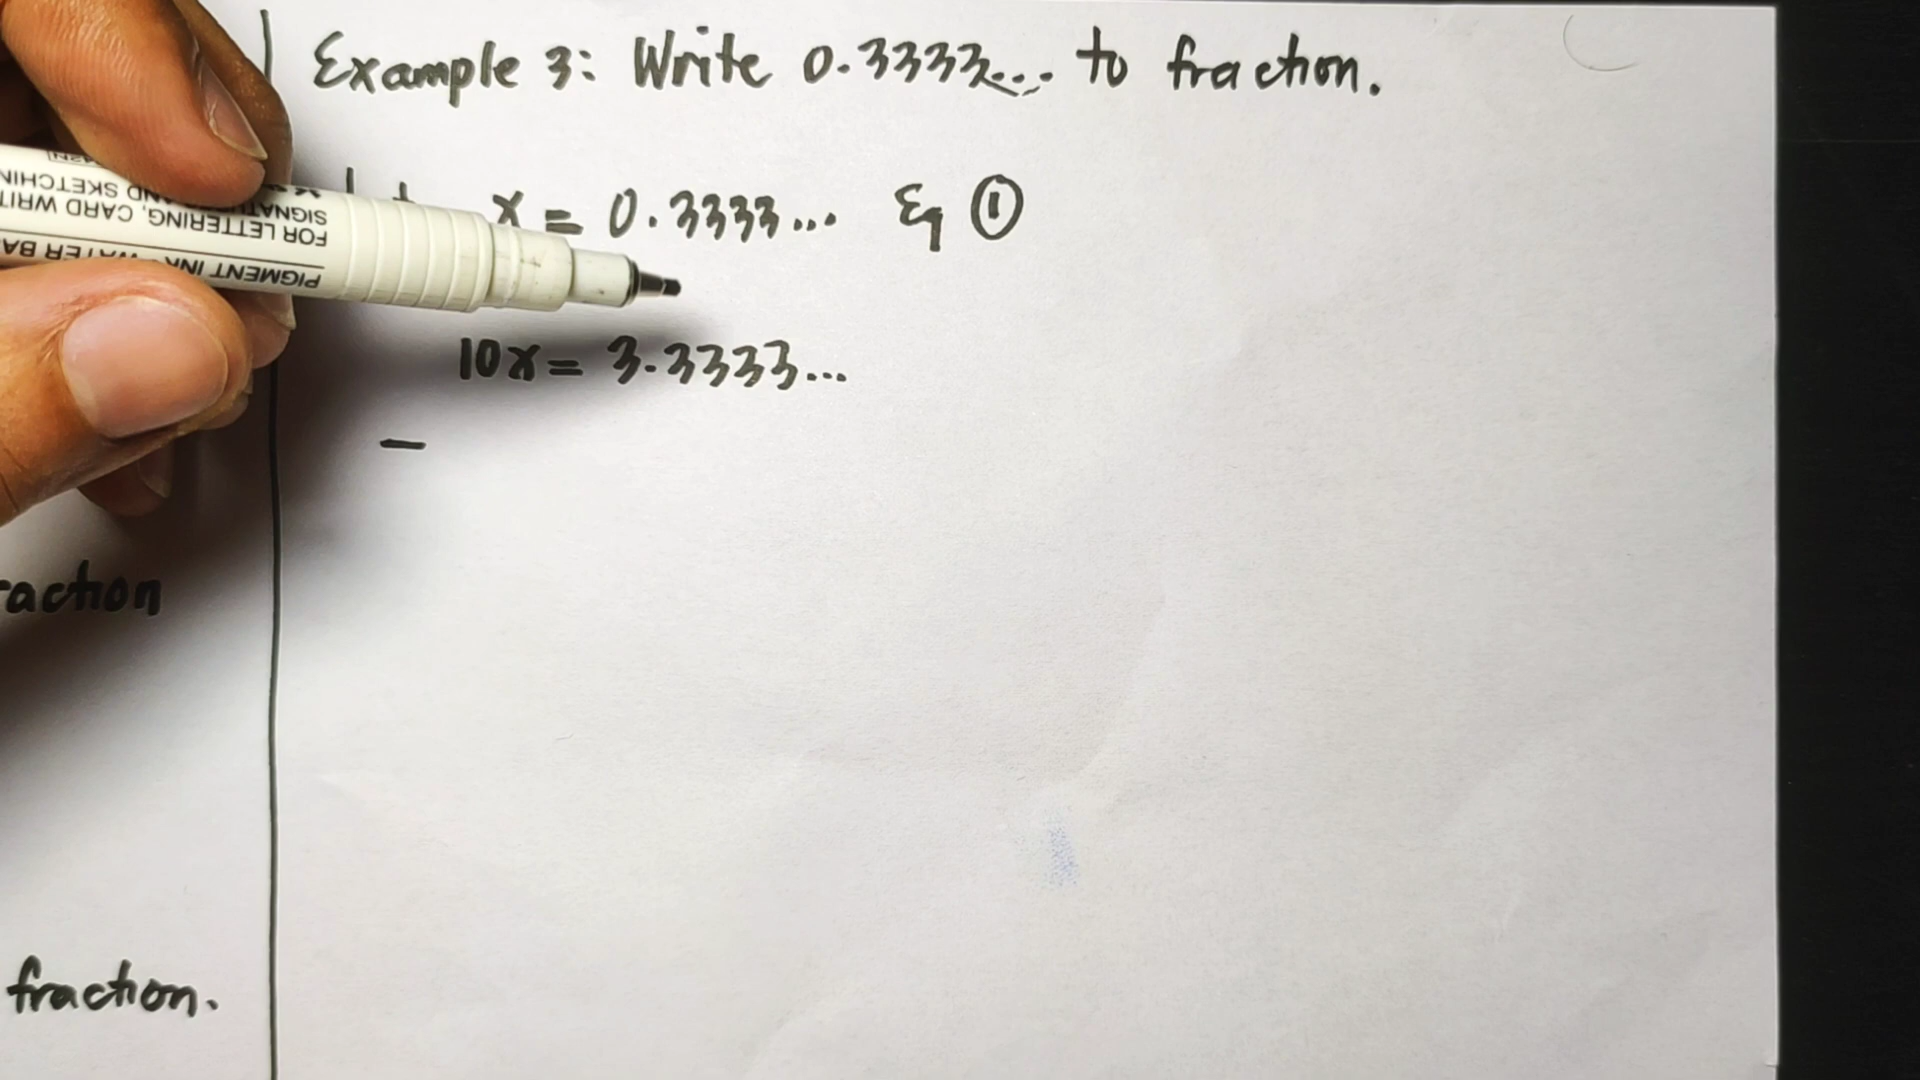 Example 3: Write 0.3333... to fraction.
x = 0.3333... Eq ①
10x = 3.3333...
-
raction
fraction.
SIGNATURE
FOR LETTERING, CARD WRIT
PIGMENT INK